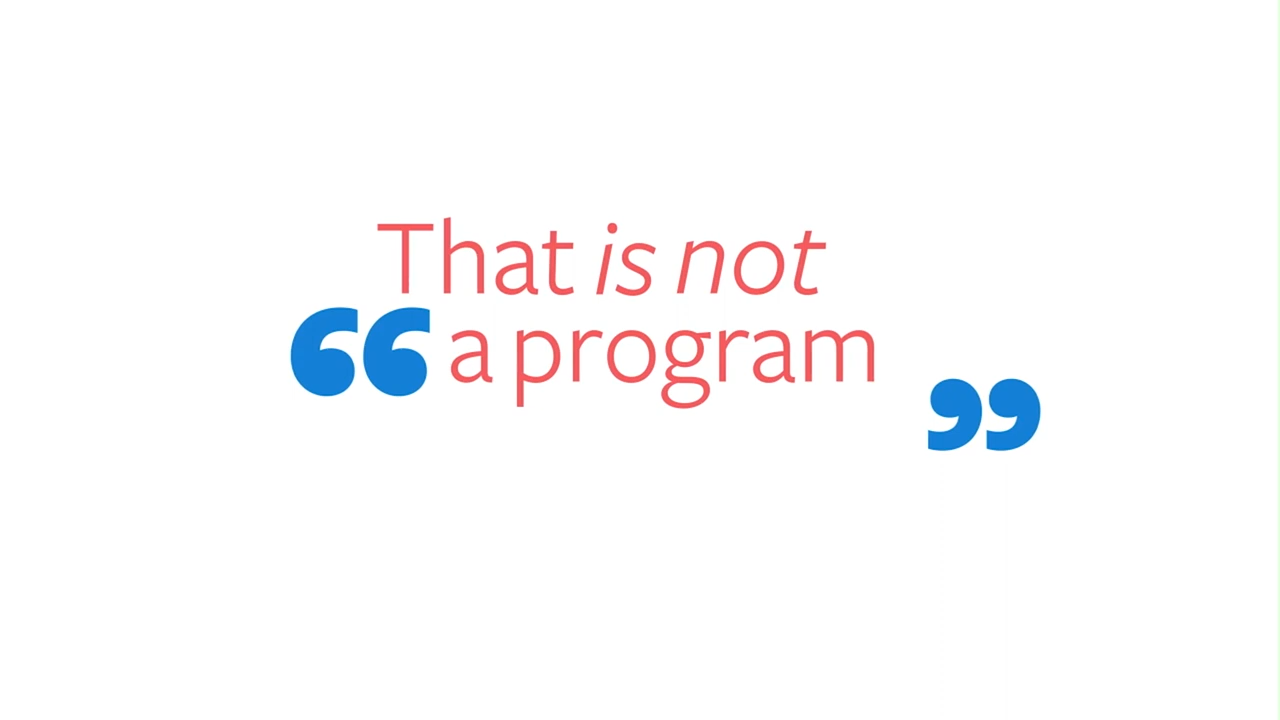 That is not
“ a program ”